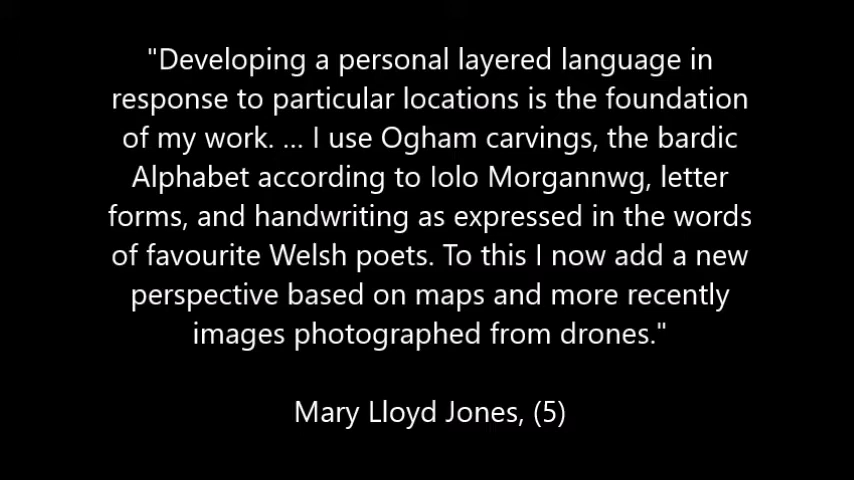 "Developing a personal layered language in
response to particular locations is the foundation
of my work. ... I use Ogham carvings, the bardic
Alphabet according to Iolo Morgannwg, letter
forms, and handwriting as expressed in the words
of favourite Welsh poets. To this I now add a new
perspective based on maps and more recently
images photographed from drones."
Mary Lloyd Jones, (5)